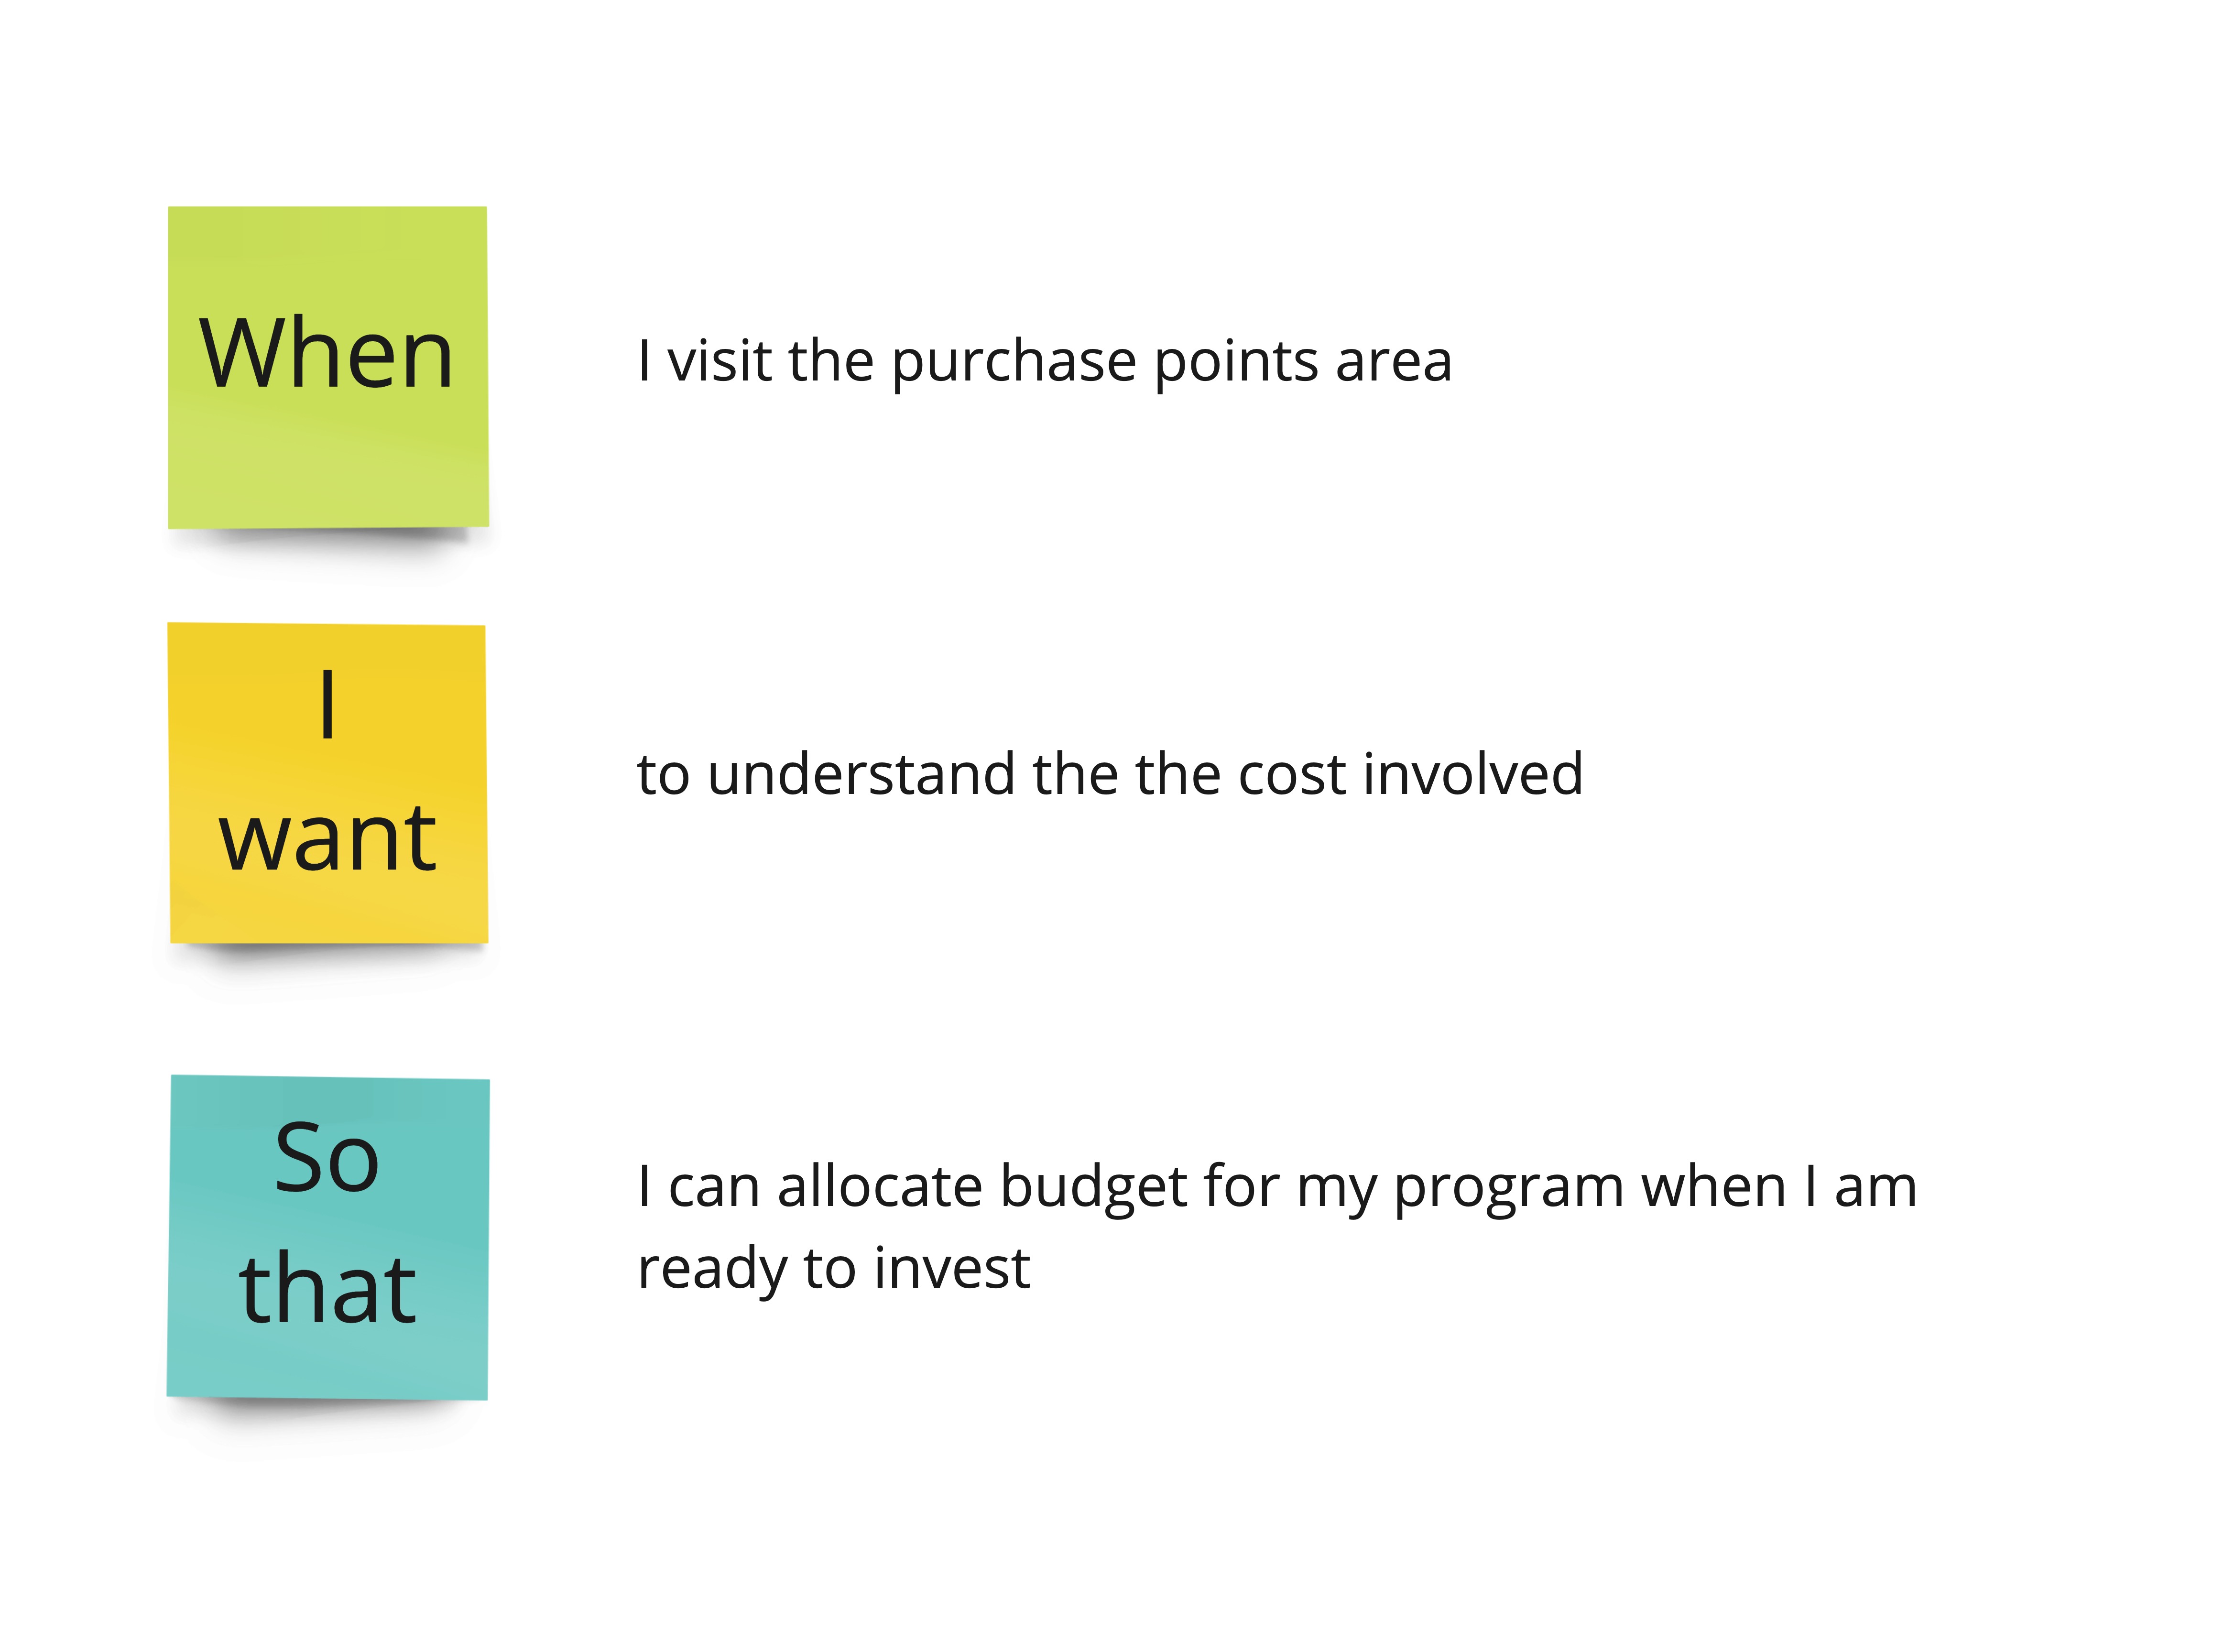 When
I visit the purchase points area
I
want
to understand the the cost involved
So
that
I can allocate budget for my program when I am
ready to invest